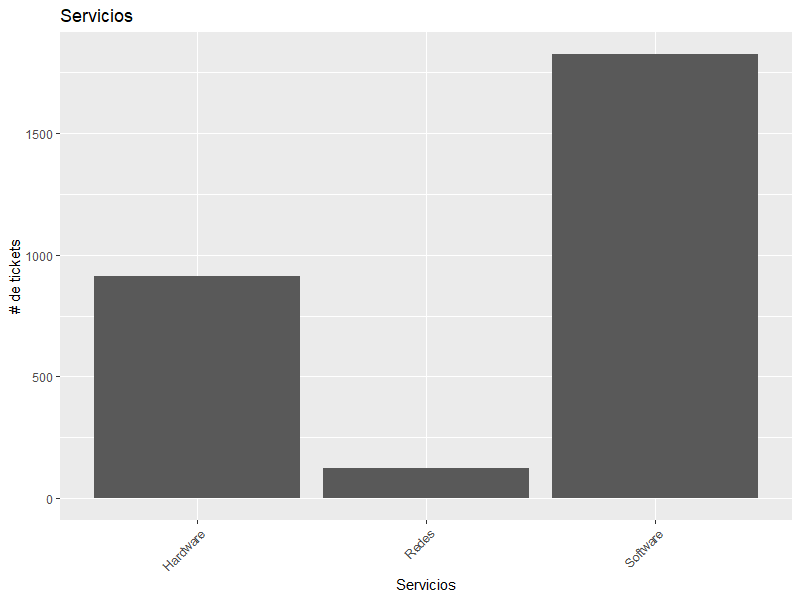 Servicios
# de tickets
1500
1000
500
0
Hardware
Redes
Software
Servicios